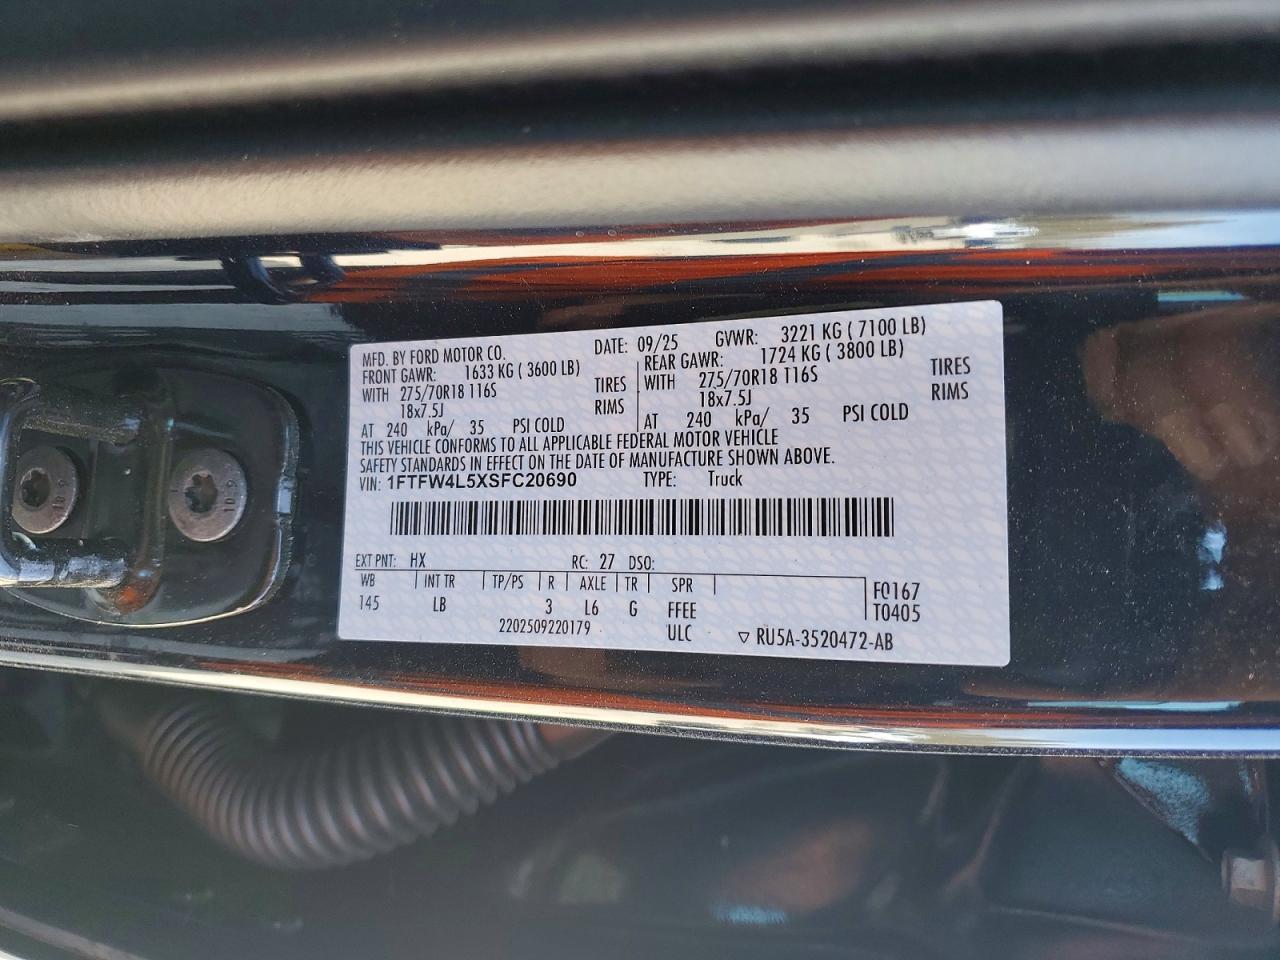 MFD. BY FORD MOTOR CO. DATE: 09/25 GVWR: 3221 KG ( 7100 LB)
FRONT GAWR: 1633 KG ( 3600 LB) REAR GAWR: 1724 KG ( 3800 LB)
WITH 275/70R18 116S TIRES WITH 275/70R18 116S TIRES
18x7.5J RIMS 18x7.5J RIMS
AT 240 kPa/ 35 PSI COLD AT 240 kPa/ 35 PSI COLD
THIS VEHICLE CONFORMS TO ALL APPLICABLE FEDERAL MOTOR VEHICLE
SAFETY STANDARDS IN EFFECT ON THE DATE OF MANUFACTURE SHOWN ABOVE.
VIN: 1FTFW4L5XSFC20690 TYPE: Truck
EXT PNT: HX RC: 27 DSO:
WB INT TR TP/PS R AXLE TR SPR F0167
145 LB 3 L6 G FFEE T0405
2202509220179 ULC ▽ RU5A-3520472-AB
10.9
10.9